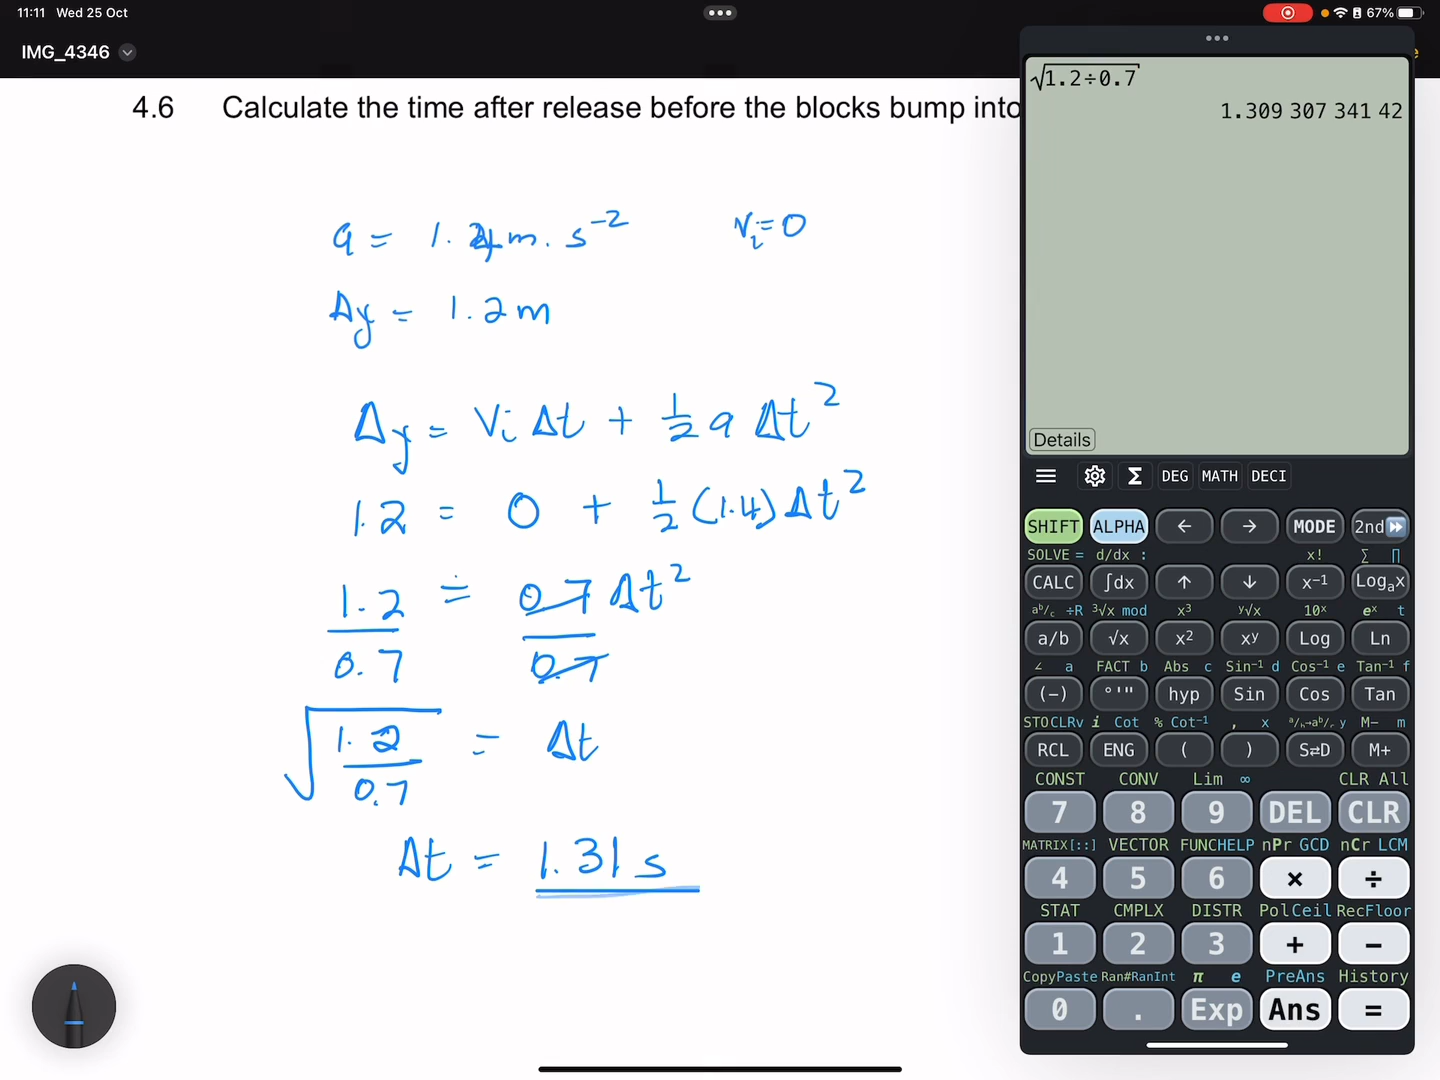 11:11 Wed 25 Oct
67%
IMG_4346
4.6 Calculate the time after release before the blocks bump into
a = 1.4 m.s⁻² vᵢ = 0
Δy = 1.2 m
Δy = Vi Δt + ½ a Δt²
1.2 = 0 + ½ (1.4) Δt²
1.2 ÷ 0.7 Δt²
0.7 0.7
√1.2/0.7 = Δt
Δt = 1.31 s
√1.2÷0.7
1.309 307 341 42
Details
DEG MATH DECI
SHIFT ALPHA ← → MODE 2nd
SOLVE = d/dx : x! ∑ ∏
CALC ∫dx ↑ ↓ x⁻¹ Logₐx
aᵇ/c ÷R ³√x mod x³ ʸ√x 10ˣ eˣ t
a/b √x x² xʸ Log Ln
∠ a FACT b Abs c Sin⁻¹ d Cos⁻¹ e Tan⁻¹ f
(−) °'" hyp Sin Cos Tan
STO CLRv i Cot % Cot⁻¹ , x y M− m
RCL ENG ( ) S⇄D M+
CONST CONV Lim ∞ CLR All
7 8 9 DEL CLR
MATRIX[::] VECTOR FUNC HELP nPr GCD nCr LCM
4 5 6 × ÷
STAT CMPLX DISTR Pol Ceil Rec Floor
1 2 3 + −
Copy Paste Ran# RanInt π e PreAns History
0 . Exp Ans =